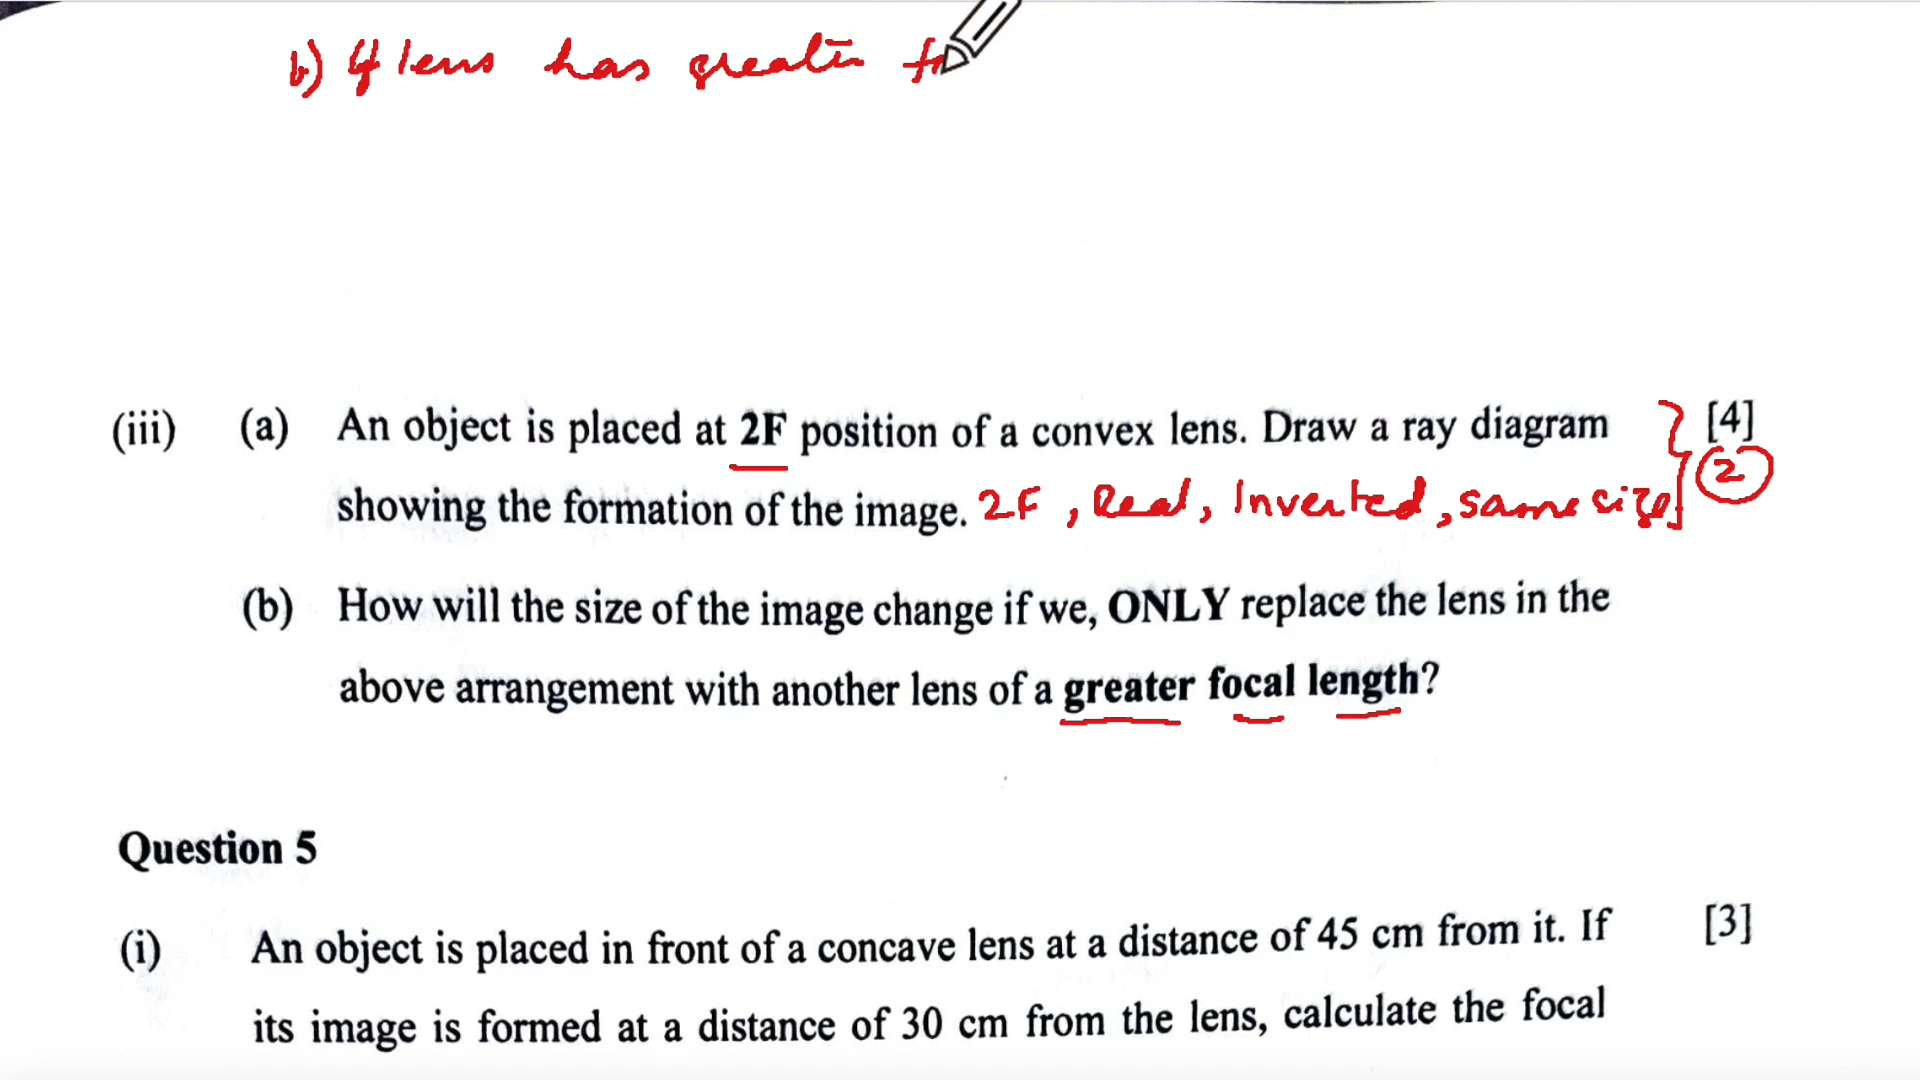 b) If lens has greater
(iii) (a) An object is placed at 2F position of a convex lens. Draw a ray diagram [4]
showing the formation of the image. 2F, Real, Inverted, same size] (2)
(b) How will the size of the image change if we, ONLY replace the lens in the
above arrangement with another lens of a greater focal length?
Question 5
(i) An object is placed in front of a concave lens at a distance of 45 cm from it. If [3]
its image is formed at a distance of 30 cm from the lens, calculate the focal